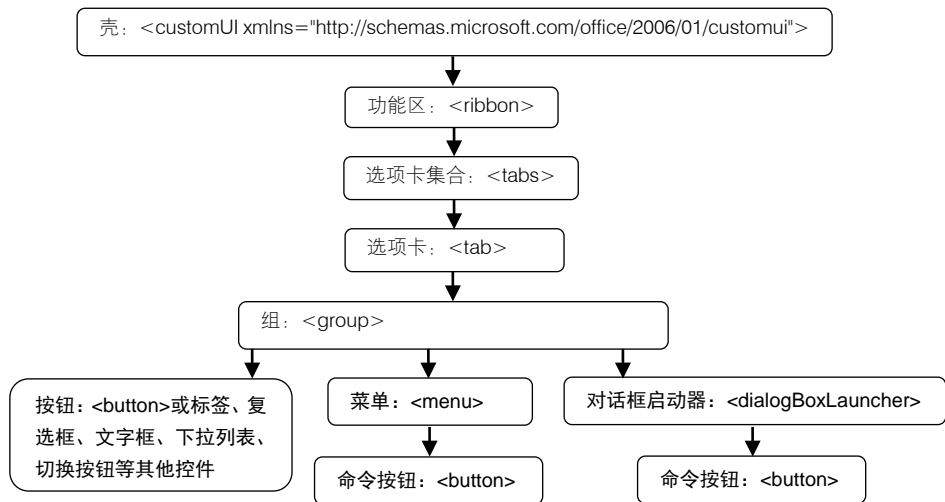 壳：<customUI xmlns="http://schemas.microsoft.com/office/2006/01/customui">
功能区：<ribbon>
选项卡集合：<tabs>
选项卡：<tab>
组：<group>
按钮：<button>或标签、复
选框、文字框、下拉列表、
切换按钮等其他控件
菜单：<menu>
对话框启动器：<dialogBoxLauncher>
命令按钮：<button>
命令按钮：<button>